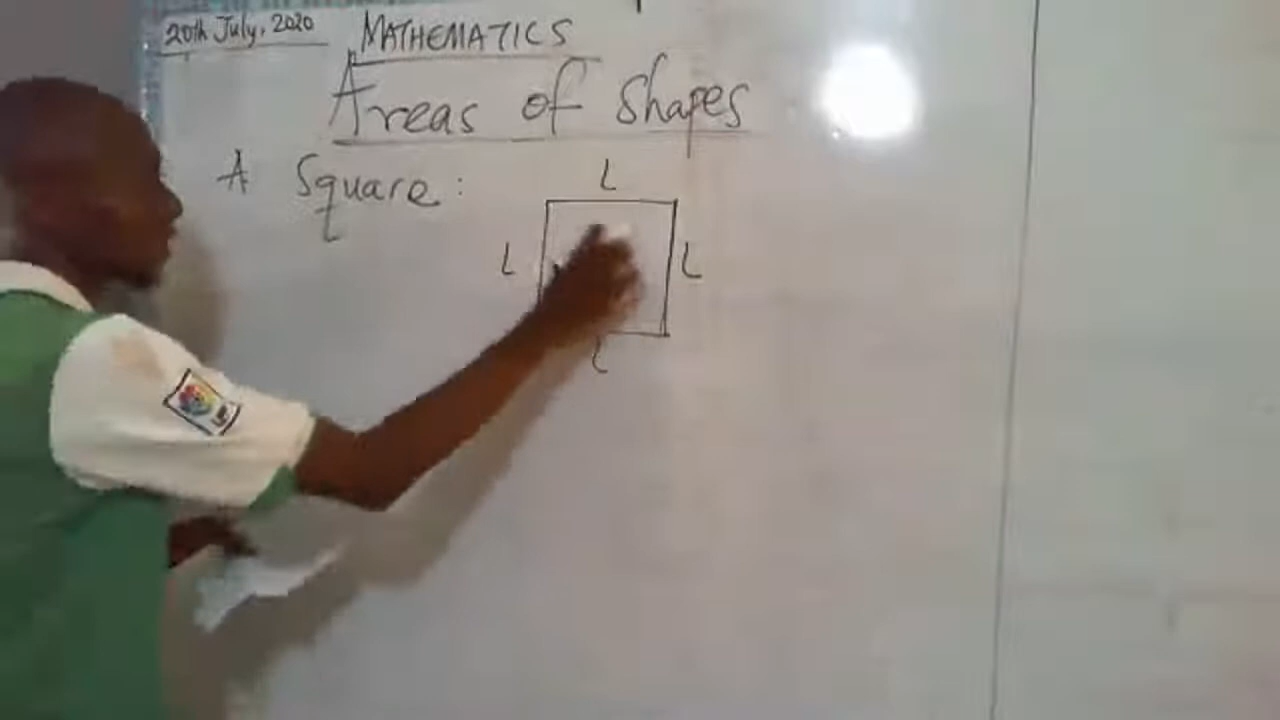 20th July, 2020
MATHEMATICS
Areas of Shapes
A Square:
L
L
L
L